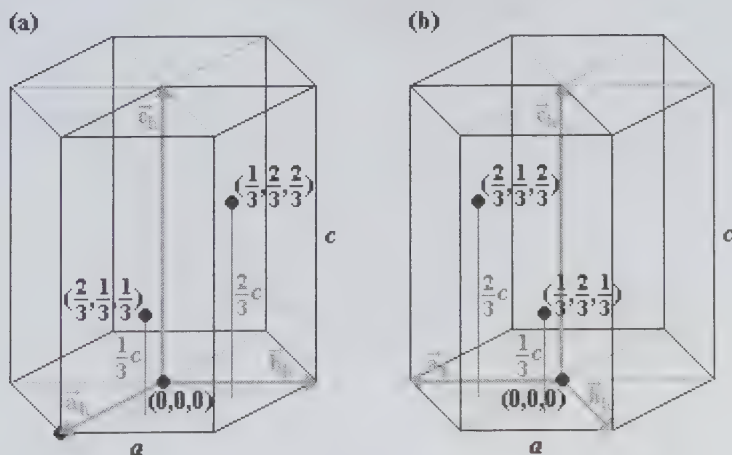 (a)
(b)
c⃗ₕ
c⃗ₕ
(1/3, 2/3, 2/3)
(2/3, 1/3, 2/3)
c
c
2/3 c
2/3 c
(2/3, 1/3, 1/3)
(1/3, 2/3, 1/3)
1/3 c
1/3 c
b⃗ₕ
a⃗ₕ
(0,0,0)
(0,0,0)
a⃗ₕ
b⃗ₕ
a
a